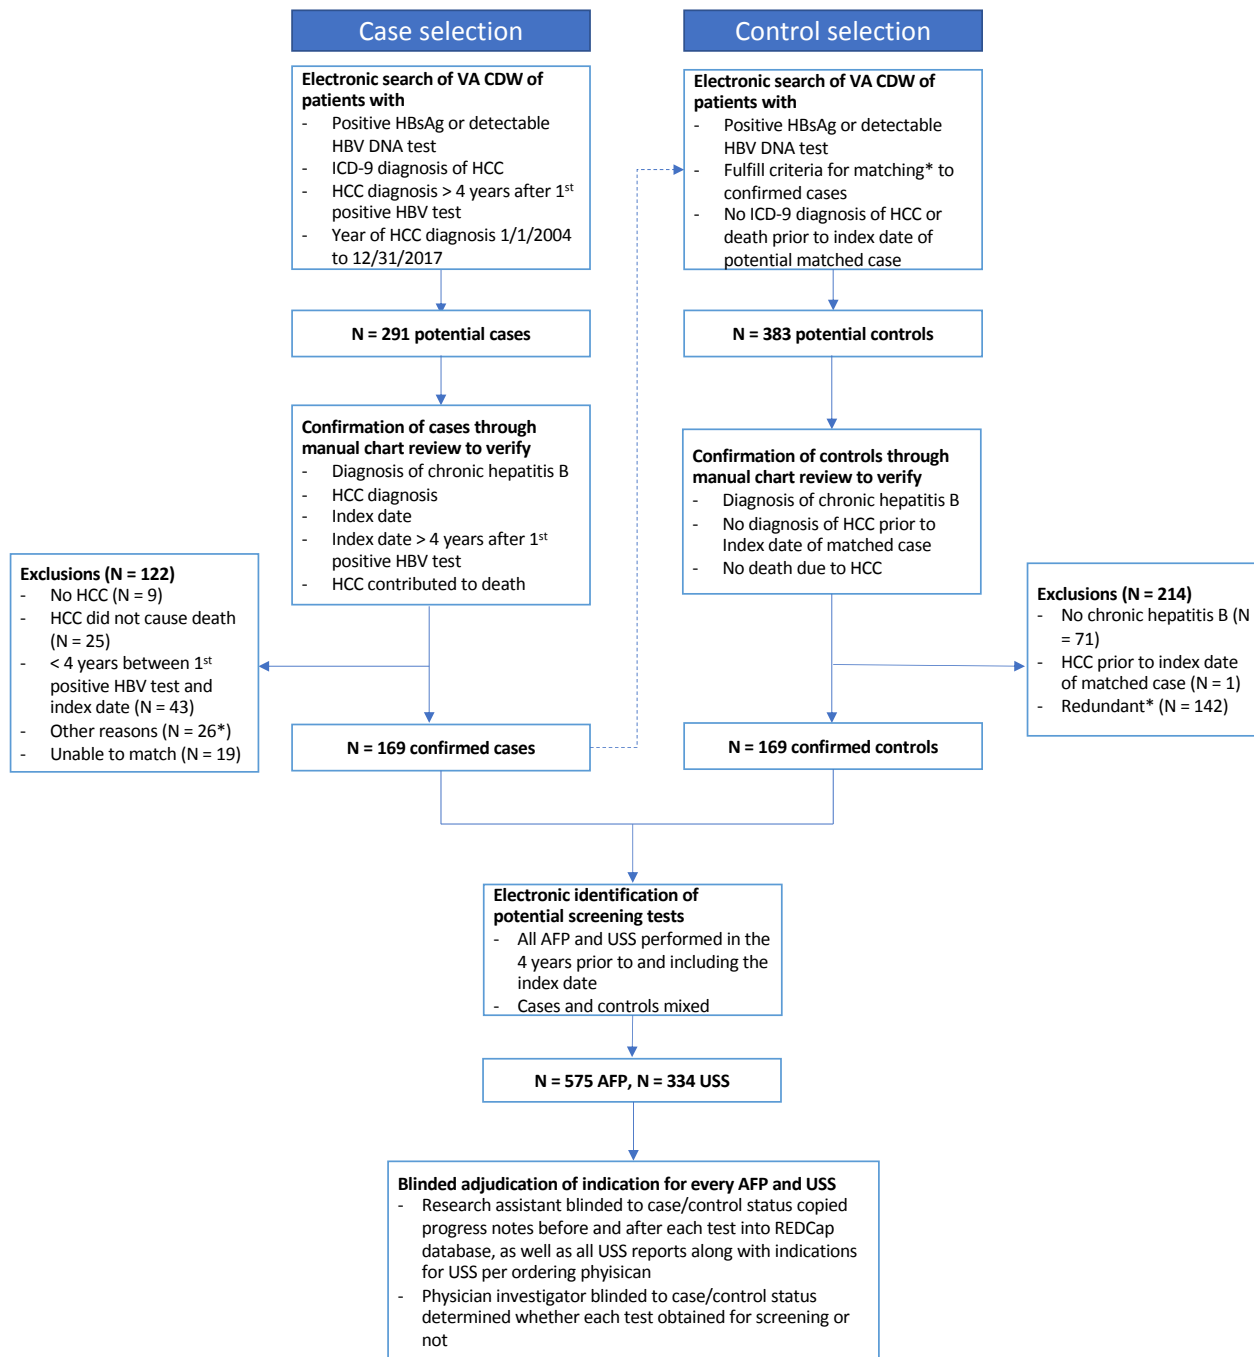 Case selection
Electronic search of VA CDW of
patients with
- Positive HBsAg or detectable
HBV DNA test
- ICD-9 diagnosis of HCC
- HCC diagnosis > 4 years after 1st
positive HBV test
- Year of HCC diagnosis 1/1/2004
to 12/31/2017
N = 291 potential cases
Confirmation of cases through
manual chart review to verify
- Diagnosis of chronic hepatitis B
- HCC diagnosis
- Index date
- Index date > 4 years after 1st
positive HBV test
- HCC contributed to death
Exclusions (N = 122)
- No HCC (N = 9)
- HCC did not cause death
(N = 25)
- < 4 years between 1st
positive HBV test and
index date (N = 43)
- Other reasons (N = 26*)
- Unable to match (N = 19)
N = 169 confirmed cases
Control selection
Electronic search of VA CDW of
patients with
- Positive HBsAg or detectable
HBV DNA test
- Fulfill criteria for matching* to
confirmed cases
- No ICD-9 diagnosis of HCC or
death prior to index date of
potential matched case
N = 383 potential controls
Confirmation of controls through
manual chart review to verify
- Diagnosis of chronic hepatitis B
- No diagnosis of HCC prior to
Index date of matched case
- No death due to HCC
Exclusions (N = 214)
- No chronic hepatitis B (N
= 71)
- HCC prior to index date
of matched case (N = 1)
- Redundant* (N = 142)
N = 169 confirmed controls
Electronic identification of
potential screening tests
- All AFP and USS performed in the
4 years prior to and including the
index date
- Cases and controls mixed
N = 575 AFP, N = 334 USS
Blinded adjudication of indication for every AFP and USS
- Research assistant blinded to case/control status copied
progress notes before and after each test into REDCap
database, as well as all USS reports along with indications
for USS per ordering phyisican
- Physician investigator blinded to case/control status
determined whether each test obtained for screening or
not